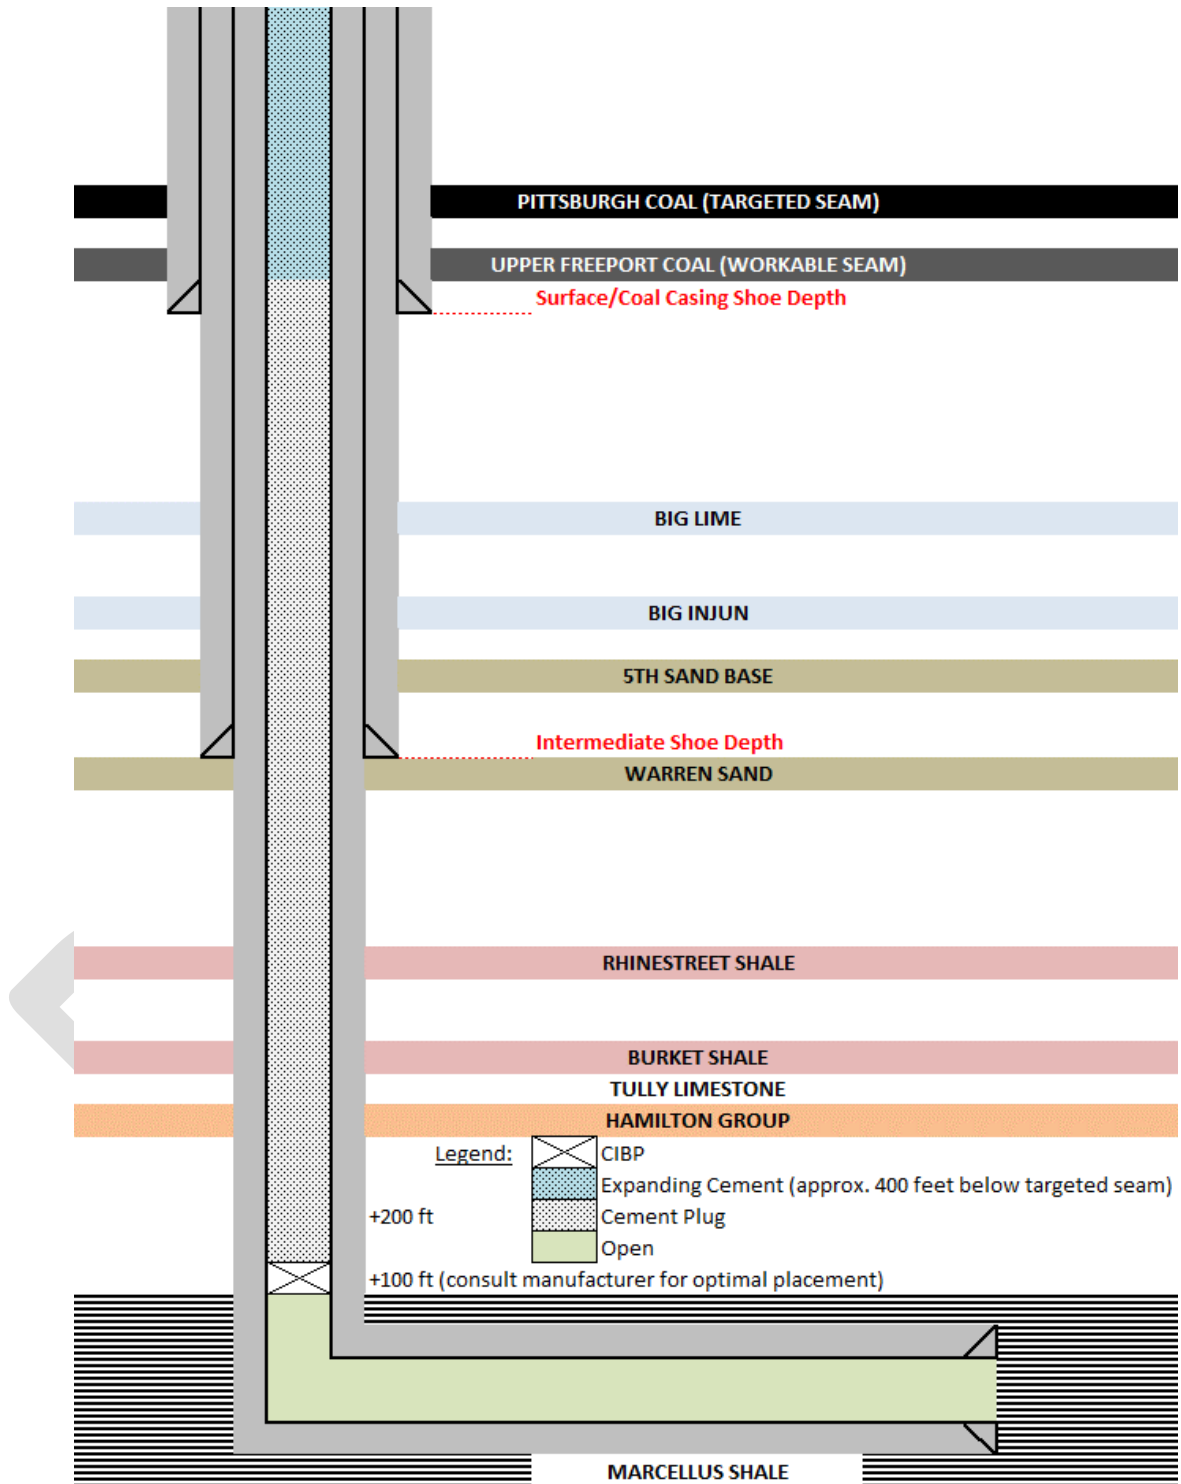 PITTSBURGH COAL (TARGETED SEAM)
UPPER FREEPORT COAL (WORKABLE SEAM)
Surface/Coal Casing Shoe Depth
BIG LIME
BIG INJUN
5TH SAND BASE
Intermediate Shoe Depth
WARREN SAND
RHINESTREET SHALE
BURKET SHALE
TULLY LIMESTONE
HAMILTON GROUP
Legend:
CIBP
Expanding Cement (approx. 400 feet below targeted seam)
+200 ft
Cement Plug
Open
+100 ft (consult manufacturer for optimal placement)
MARCELLUS SHALE